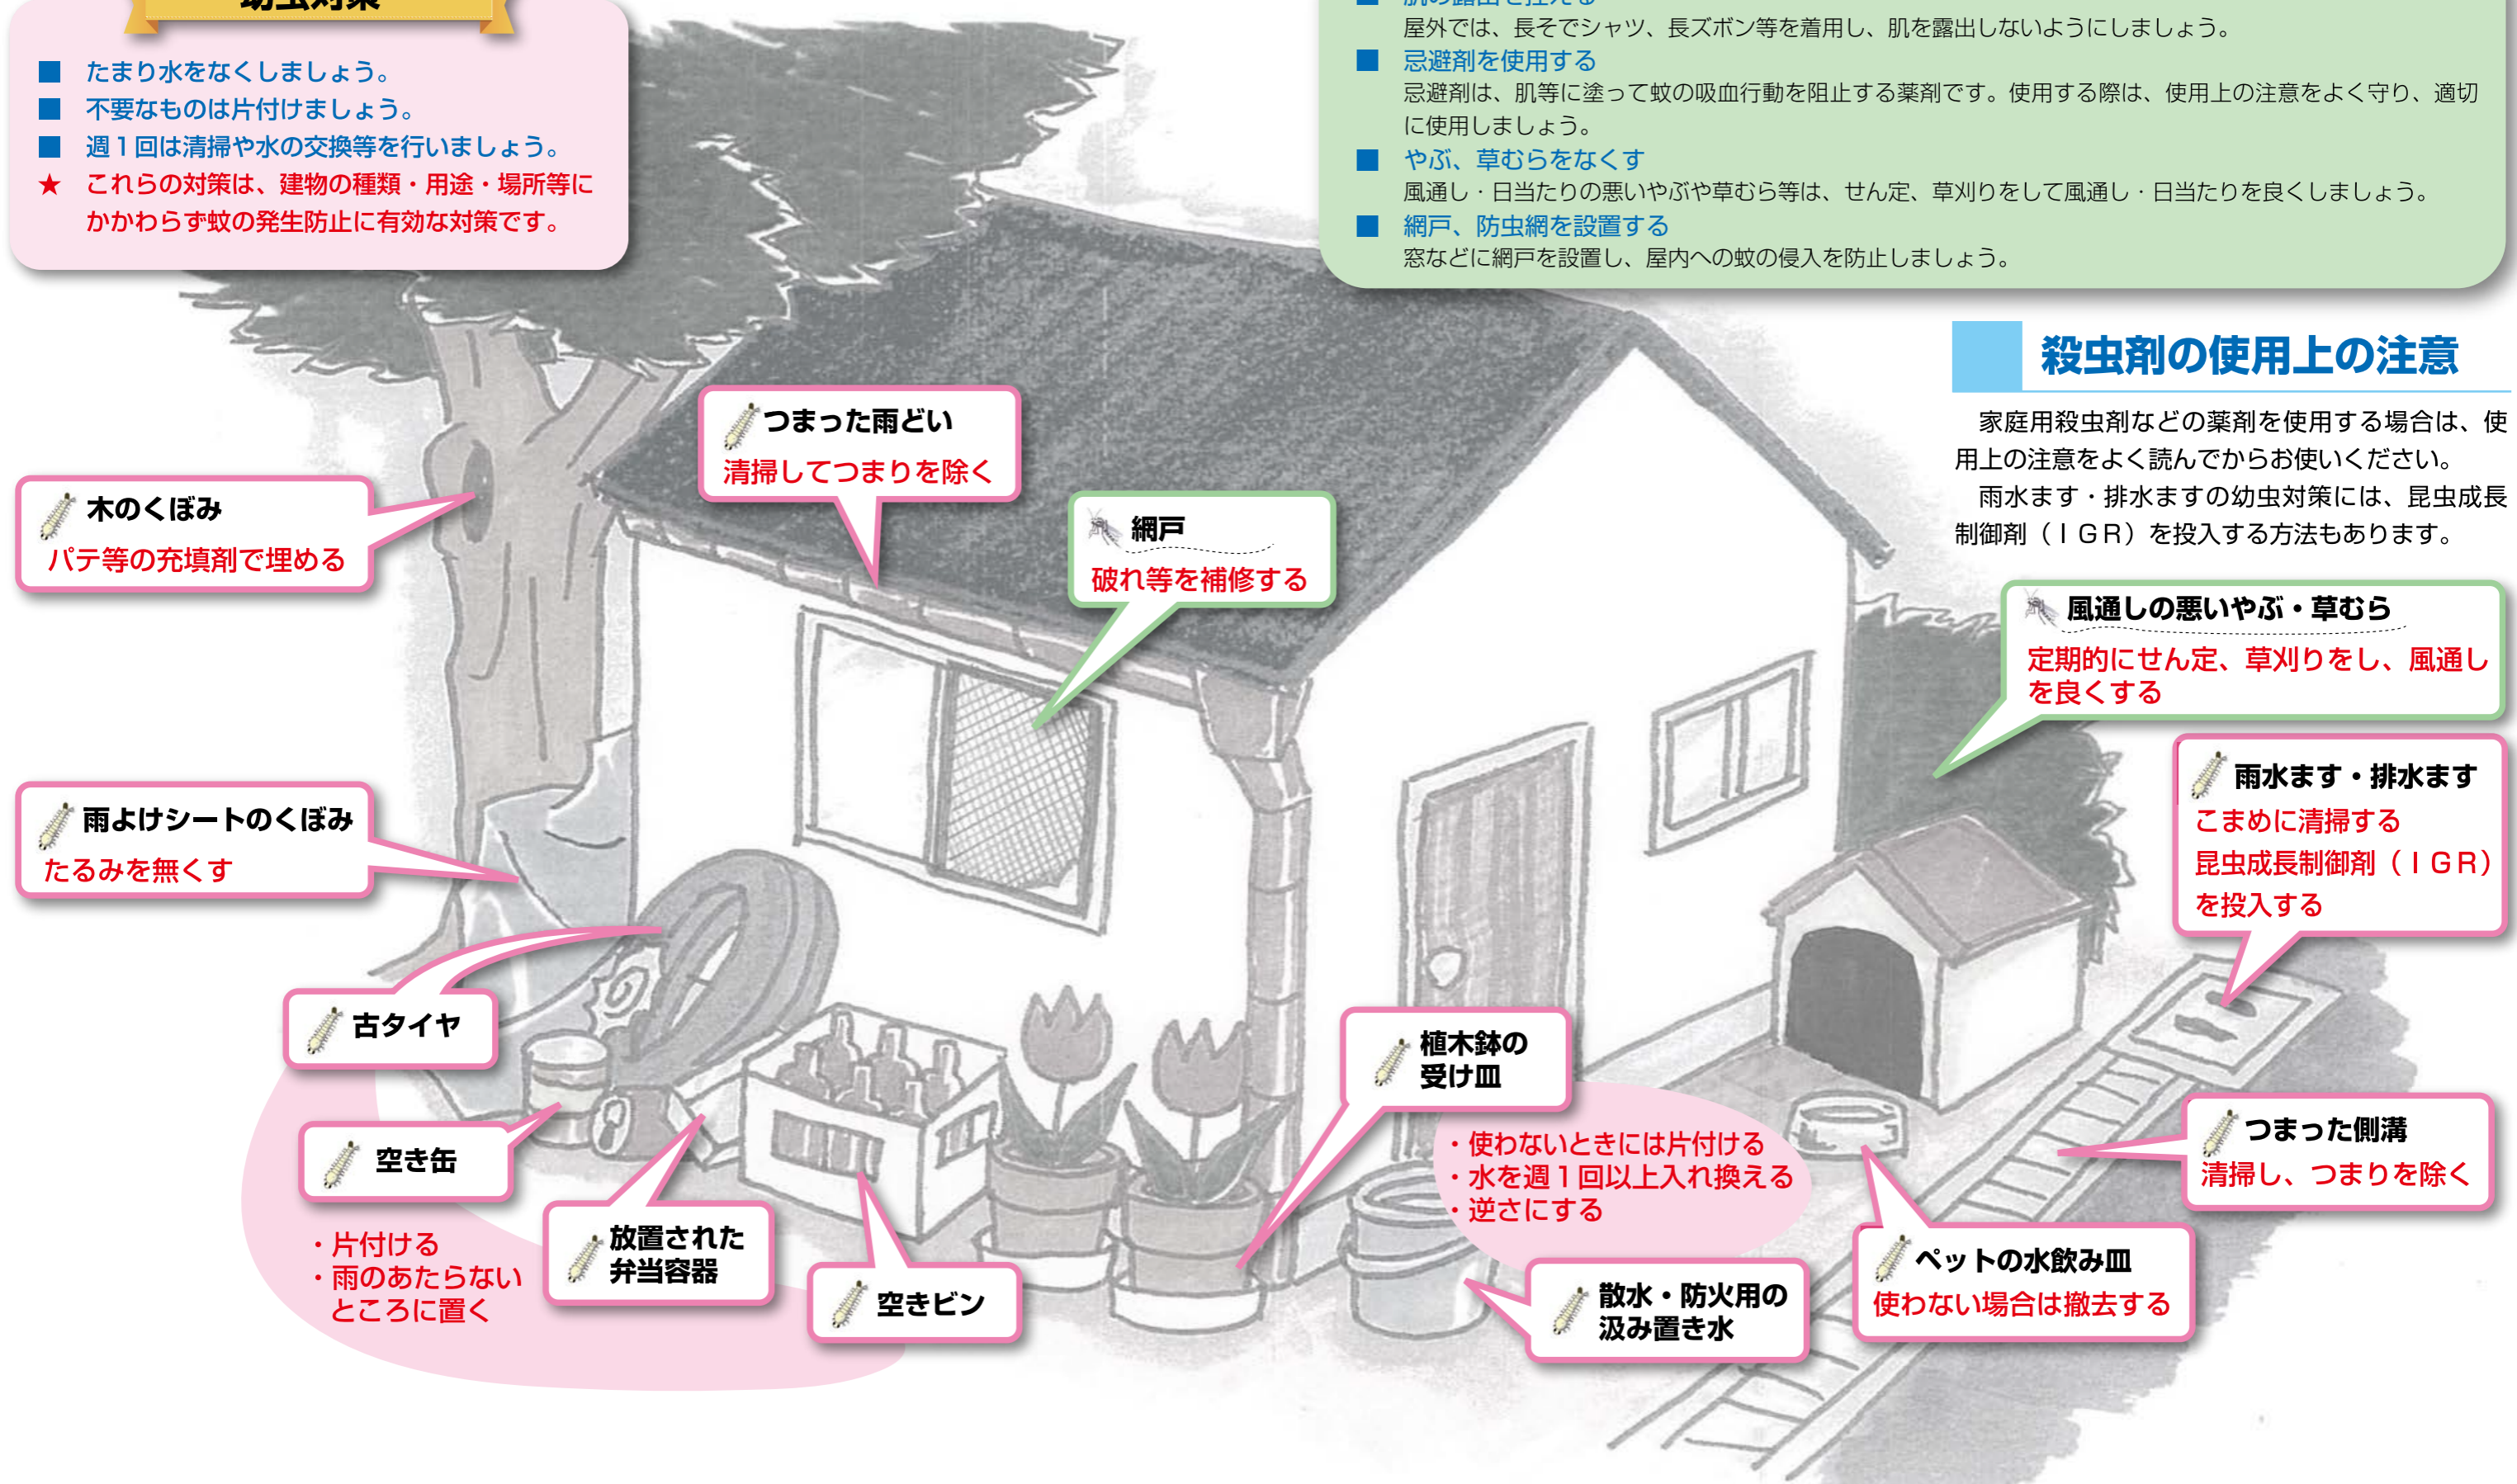 幼虫対策
■ たまり水をなくしましょう。
■ 不要なものは片付けましょう。
■ 週1回は清掃や水の交換等を行いましょう。
★ これらの対策は、建物の種類・用途・場所等に
かかわらず蚊の発生防止に有効な対策です。
■ 肌の露出を控える
屋外では、長そでシャツ、長ズボン等を着用し、肌を露出しないようにしましょう。
■ 忌避剤を使用する
忌避剤は、肌等に塗って蚊の吸血行動を阻止する薬剤です。使用する際は、使用上の注意をよく守り、適切
に使用しましょう。
■ やぶ、草むらをなくす
風通し・日当たりの悪いやぶや草むら等は、せん定、草刈りをして風通し・日当たりを良くしましょう。
■ 網戸、防虫網を設置する
窓などに網戸を設置し、屋内への蚊の侵入を防止しましょう。
殺虫剤の使用上の注意
家庭用殺虫剤などの薬剤を使用する場合は、使
用上の注意をよく読んでからお使いください。
雨水ます・排水ますの幼虫対策には、昆虫成長
制御剤（ＩＧＲ）を投入する方法もあります。
つまった雨どい
清掃してつまりを除く
木のくぼみ
パテ等の充填剤で埋める
網戸
破れ等を補修する
風通しの悪いやぶ・草むら
定期的にせん定、草刈りをし、風通し
を良くする
雨水ます・排水ます
こまめに清掃する
昆虫成長制御剤（ＩＧＲ）
を投入する
雨よけシートのくぼみ
たるみを無くす
古タイヤ
植木鉢の
受け皿
空き缶
・使わないときには片付ける
・水を週1回以上入れ換える
・逆さにする
つまった側溝
清掃し、つまりを除く
・片付ける
・雨のあたらない
ところに置く
放置された
弁当容器
空きビン
散水・防火用の
汲み置き水
ペットの水飲み皿
使わない場合は撤去する